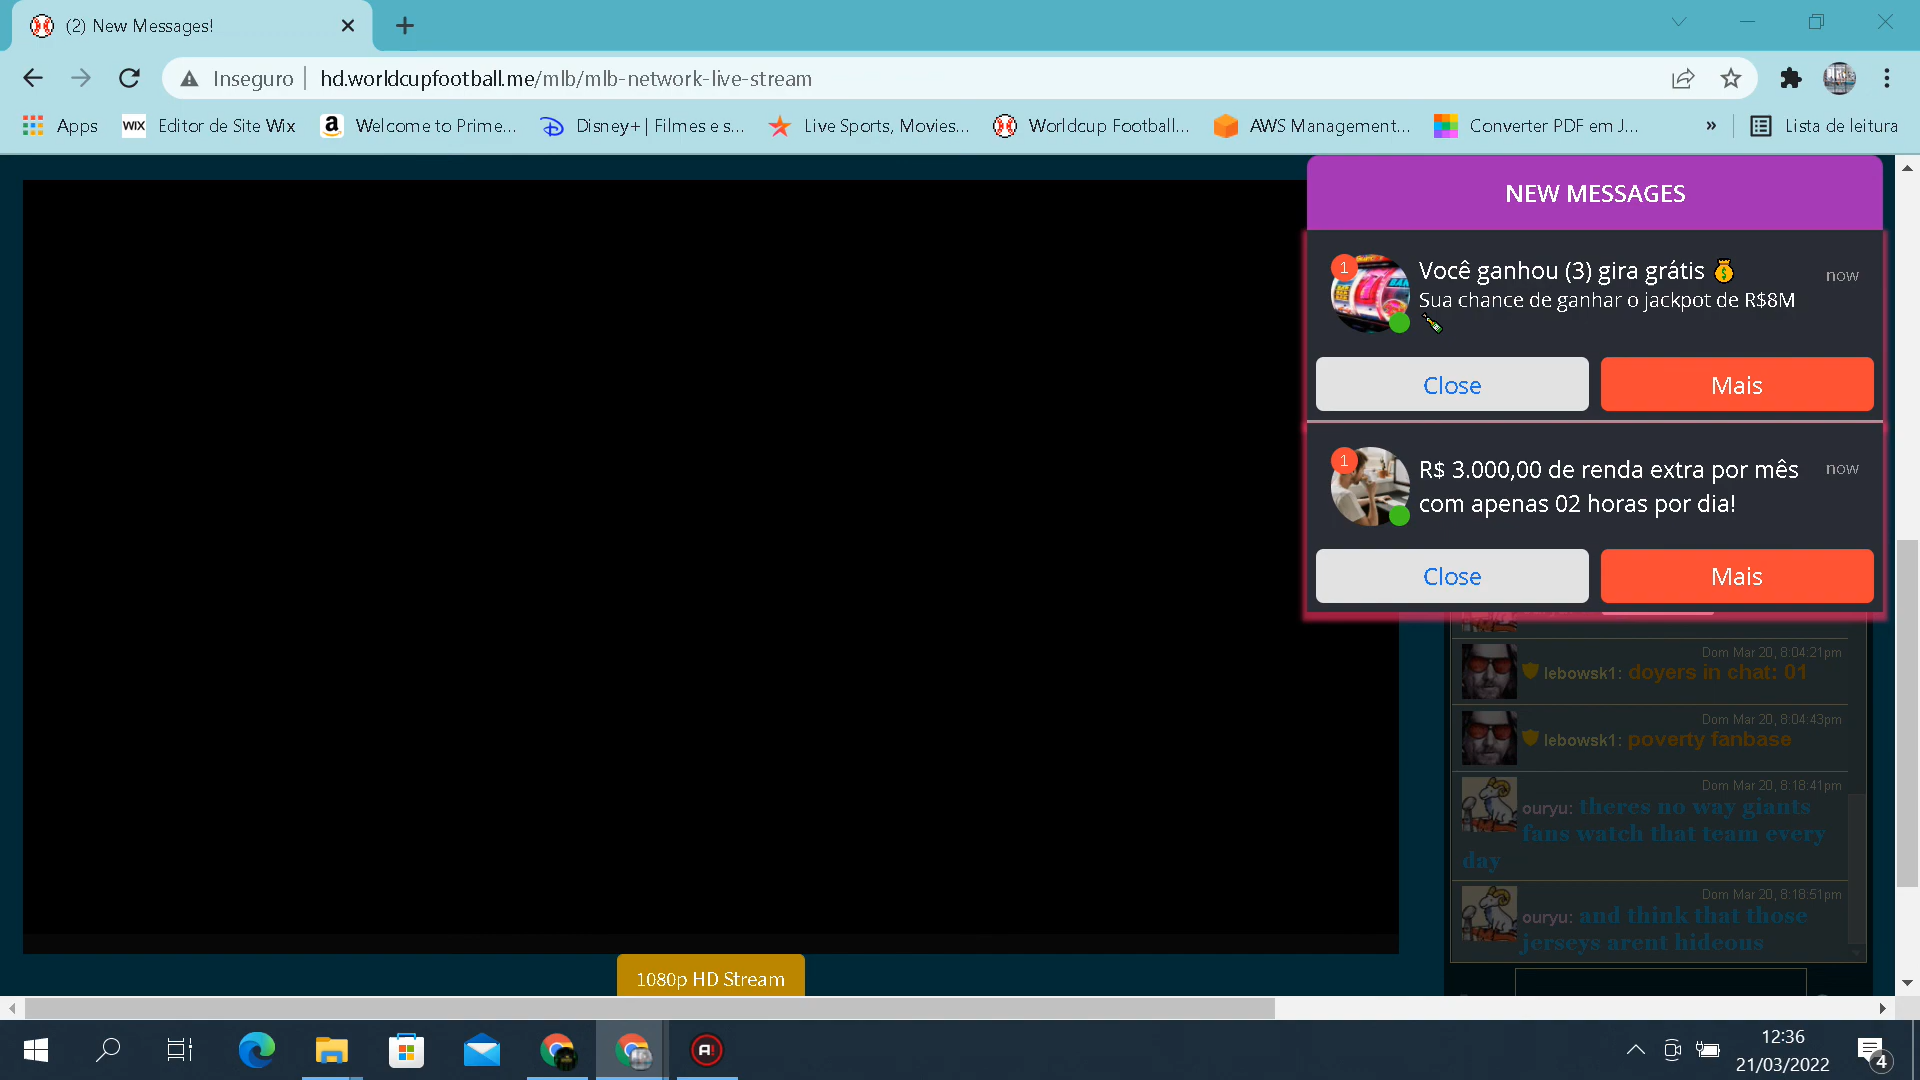 (2) New Messages!
Inseguro hd.worldcupfootball.me/mlb/mlb-network-live-stream
Apps WIX Editor de Site Wix a Welcome to Prime... Disney+ | Filmes e s... Live Sports, Movies... Worldcup Football... AWS Management... Converter PDF em J... » Lista de leitura
NEW MESSAGES
1 Você ganhou (3) gira grátis 💰 now
Sua chance de ganhar o jackpot de R$8M
🍾
Close Mais
1 R$ 3.000,00 de renda extra por mês now
com apenas 02 horas por dia!
Close Mais
Dom Mar 20, 8:04:21pm
lebowsk1: doyers in chat: 01
Dom Mar 20, 8:04:43pm
lebowsk1: poverty fanbase
Dom Mar 20, 8:18:41pm
ouryu: theres no way giants
fans watch that team every
day
Dom Mar 20, 8:18:51pm
ouryu: and think that those
jerseys arent hideous
1080p HD Stream
12:36
21/03/2022
4